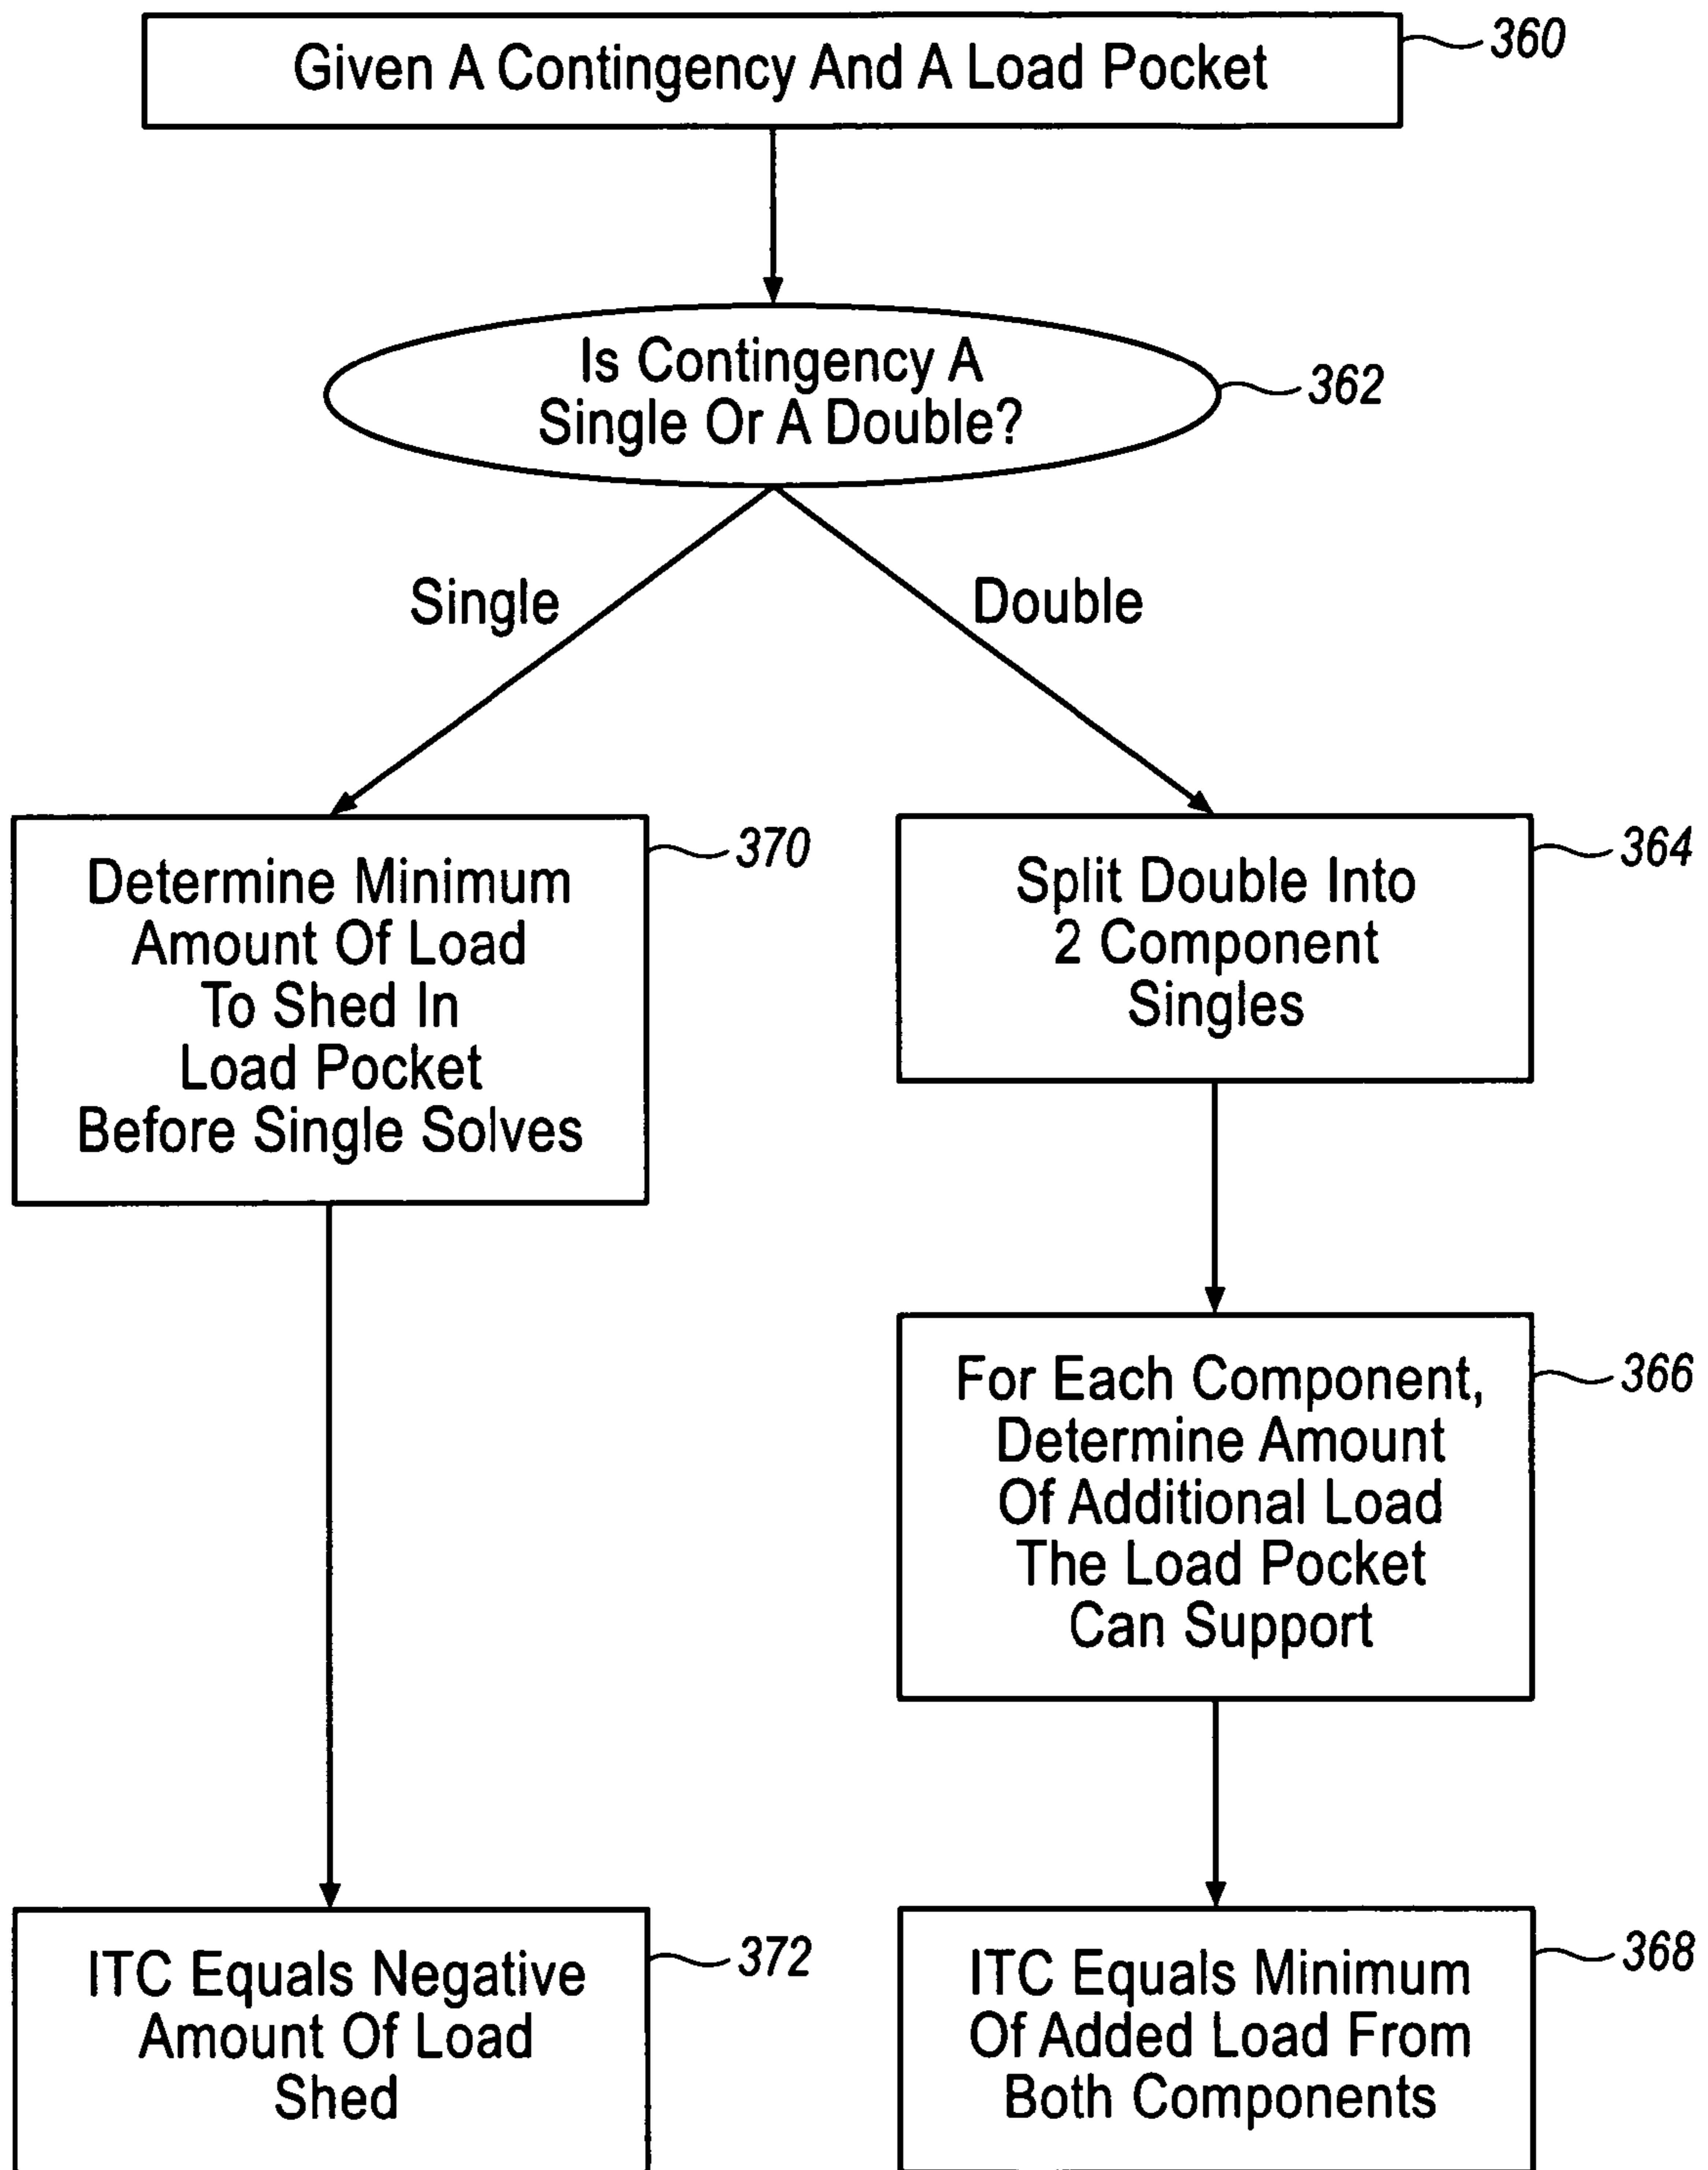 Given A Contingency And A Load Pocket
360
Is Contingency A
Single Or A Double?
362
Single
Double
Determine Minimum
Amount Of Load
To Shed In
Load Pocket
Before Single Solves
370
Split Double Into
2 Component
Singles
364
For Each Component,
Determine Amount
Of Additional Load
The Load Pocket
Can Support
366
ITC Equals Negative
Amount Of Load
Shed
372
ITC Equals Minimum
Of Added Load From
Both Components
368